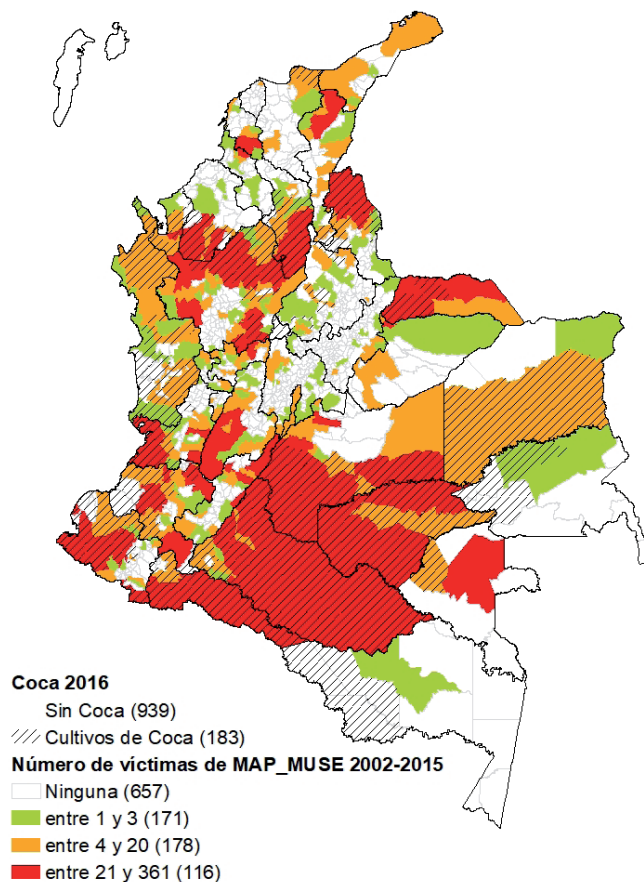 Coca 2016
Sin Coca (939)
Cultivos de Coca (183)
Número de víctimas de MAP_MUSE 2002-2015
Ninguna (657)
entre 1 y 3 (171)
entre 4 y 20 (178)
entre 21 y 361 (116)